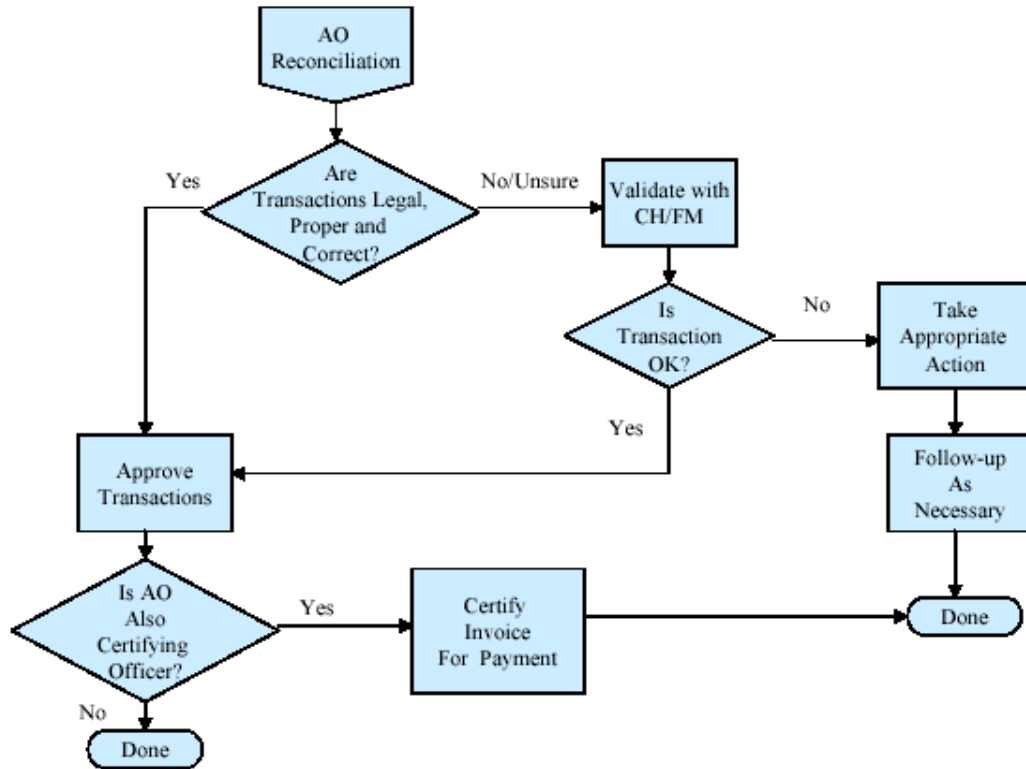 AO
Reconciliation
Yes
Are
Transactions Legal,
Proper and
Correct?
No/Unsure
Validate with
CH/FM
Is
Transaction
OK?
No
Take
Appropriate
Action
Yes
Approve
Transactions
Follow-up
As
Necessary
Is AO
Also
Certifying
Officer?
Yes
Certify
Invoice
For Payment
Done
No
Done